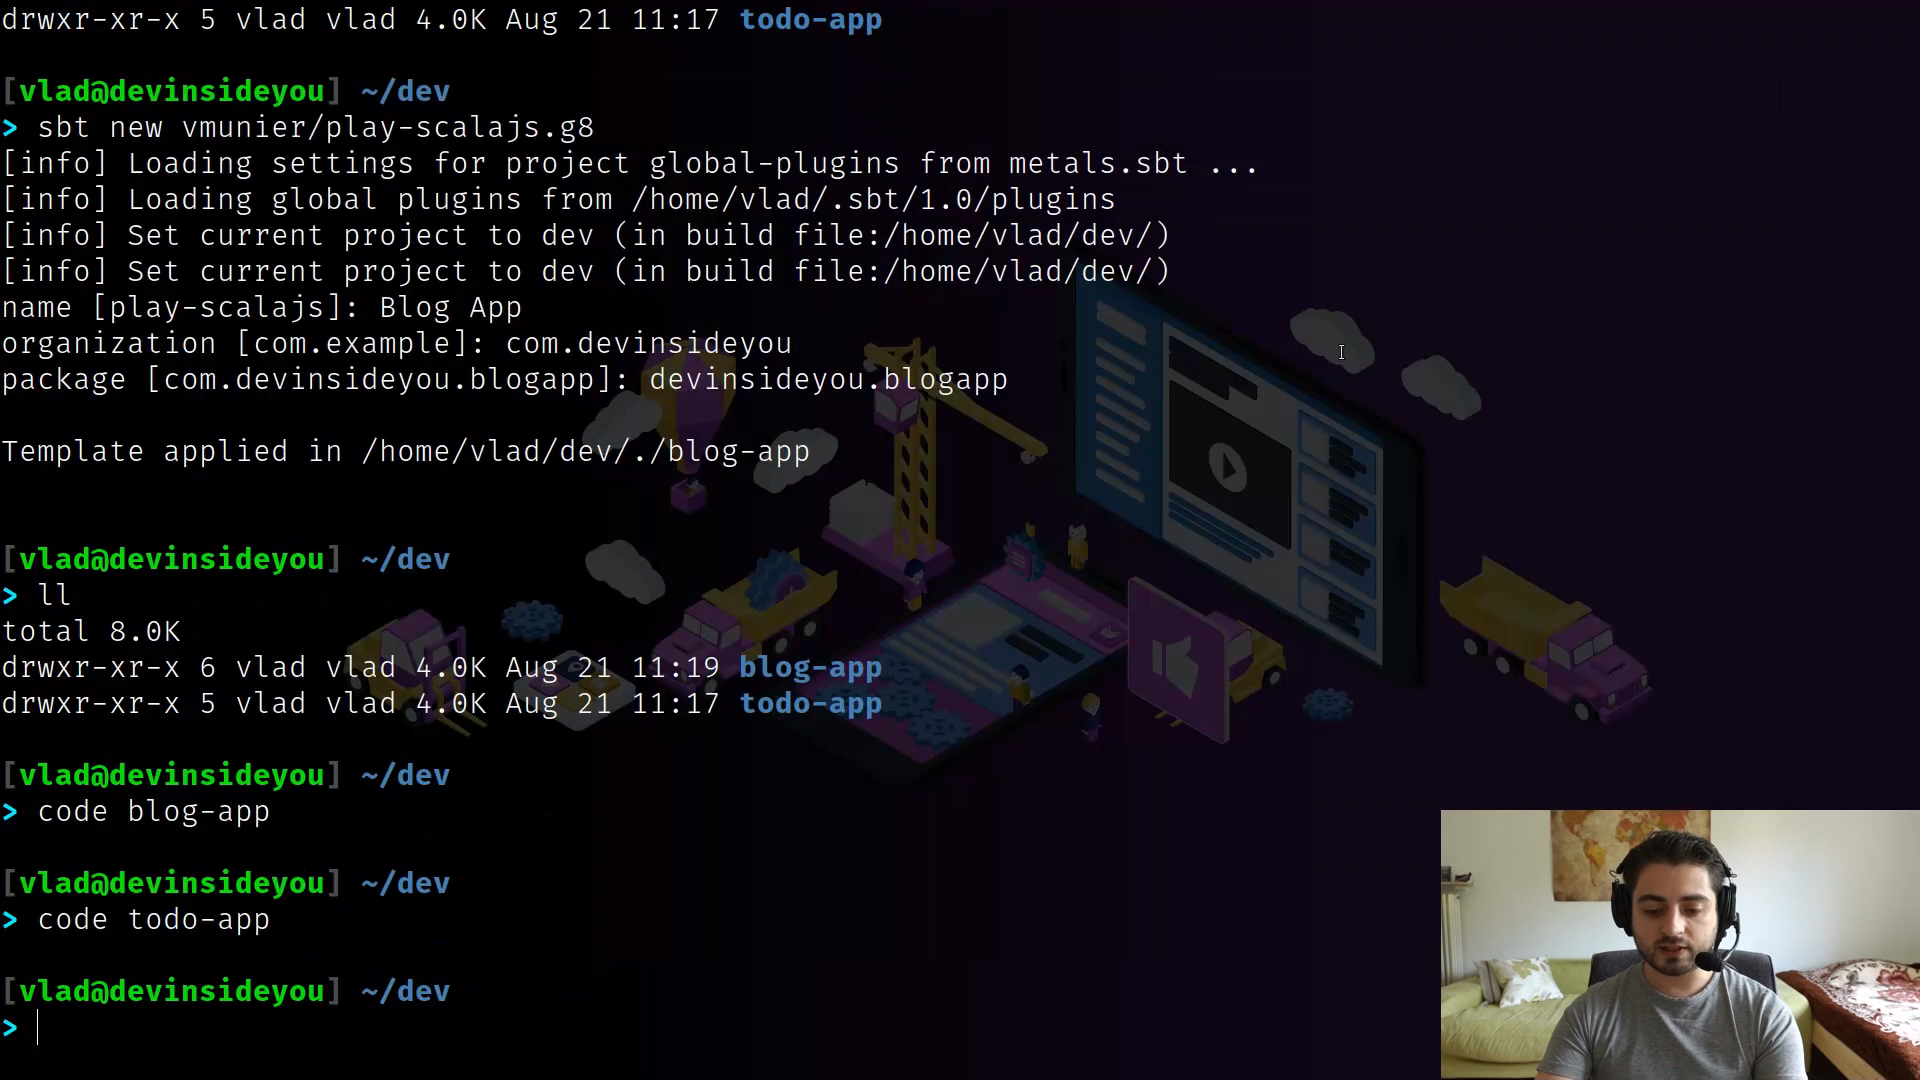 drwxr-xr-x 5 vlad vlad 4.0K Aug 21 11:17 todo-app
[vlad@devinsideyou] ~/dev
> sbt new vmunier/play-scalajs.g8
[info] Loading settings for project global-plugins from metals.sbt ...
[info] Loading global plugins from /home/vlad/.sbt/1.0/plugins
[info] Set current project to dev (in build file:/home/vlad/dev/)
[info] Set current project to dev (in build file:/home/vlad/dev/)
name [play-scalajs]: Blog App
organization [com.example]: com.devinsideyou
package [com.devinsideyou.blogapp]: devinsideyou.blogapp
Template applied in /home/vlad/dev/./blog-app
[vlad@devinsideyou] ~/dev
> ll
total 8.0K
drwxr-xr-x 6 vlad vlad 4.0K Aug 21 11:19 blog-app
drwxr-xr-x 5 vlad vlad 4.0K Aug 21 11:17 todo-app
[vlad@devinsideyou] ~/dev
> code blog-app
[vlad@devinsideyou] ~/dev
> code todo-app
[vlad@devinsideyou] ~/dev
>